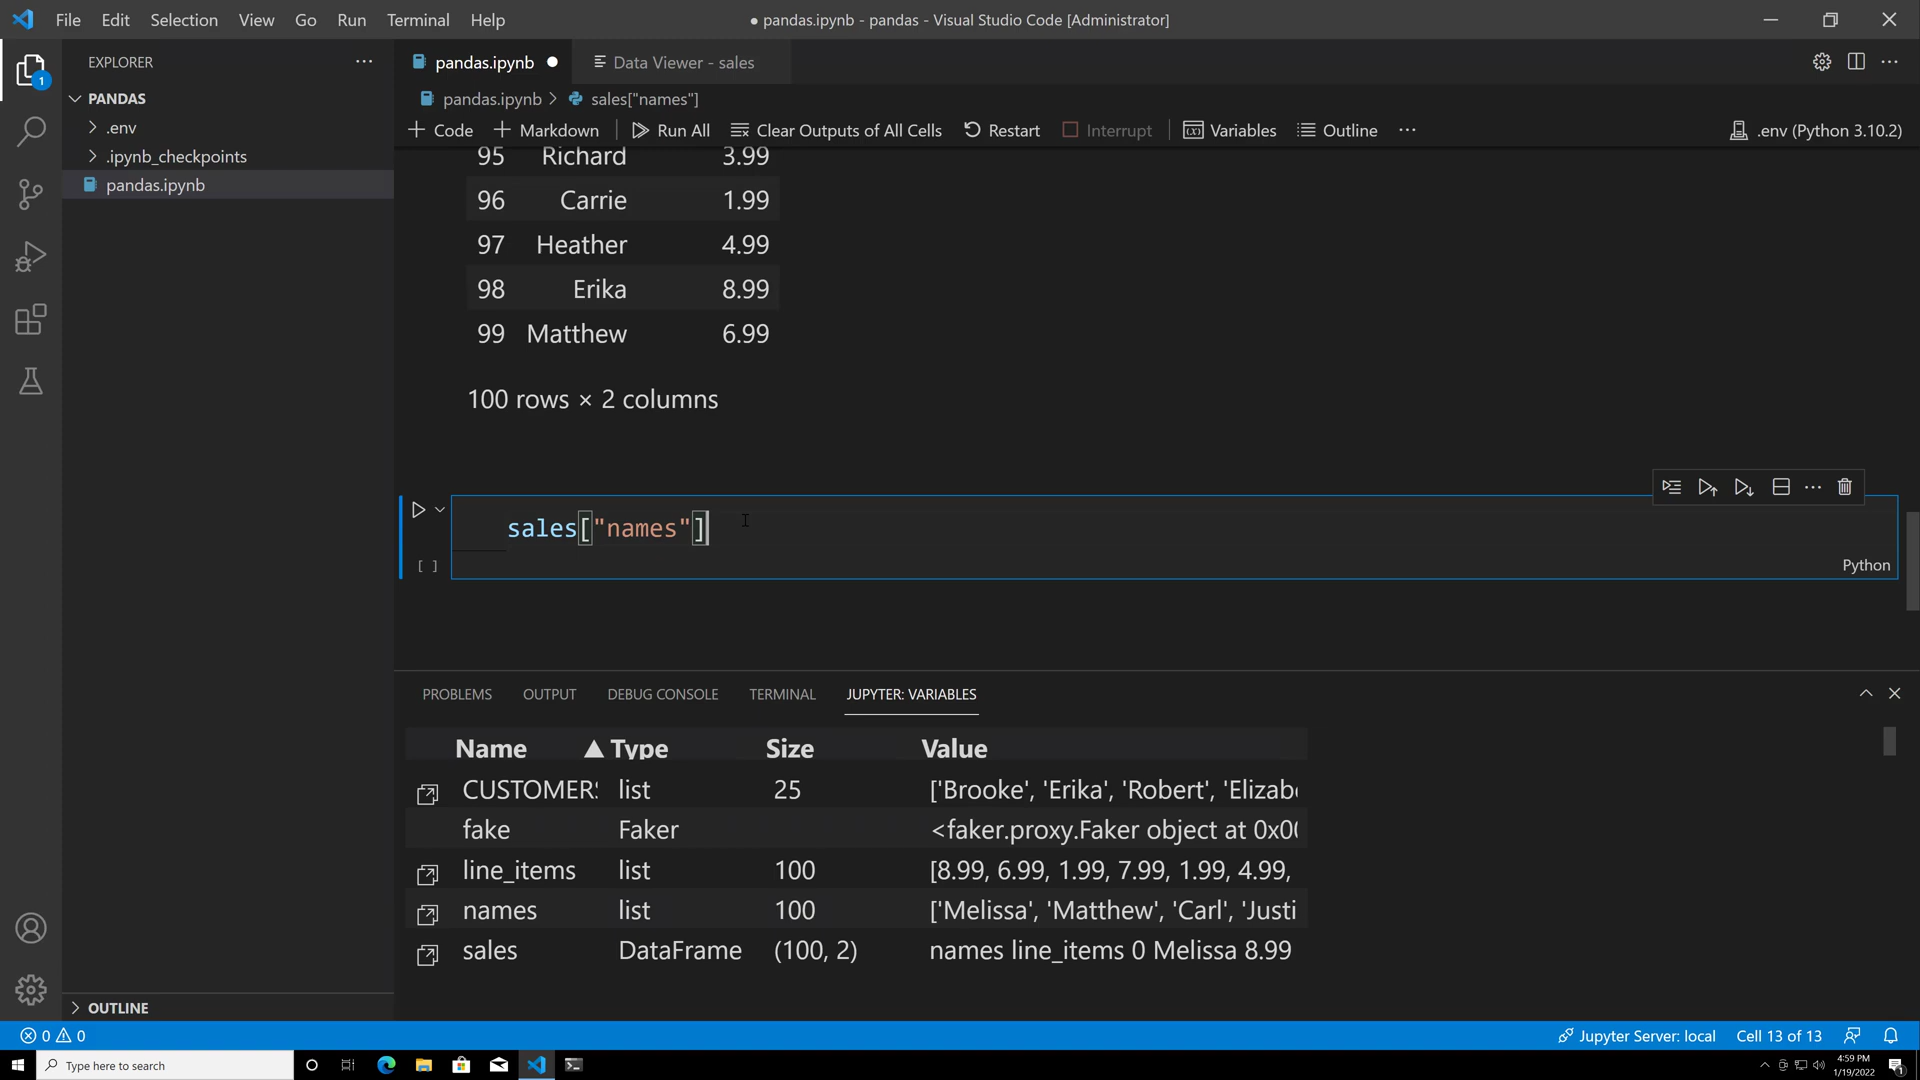 File Edit Selection View Go Run Terminal Help
● pandas.ipynb - pandas - Visual Studio Code [Administrator]
EXPLORER
PANDAS
.env
.ipynb_checkpoints
pandas.ipynb
OUTLINE
1
pandas.ipynb
Data Viewer - sales
pandas.ipynb > sales["names"]
Code Markdown Run All Clear Outputs of All Cells Restart Interrupt Variables Outline ... .env (Python 3.10.2)
95 Richard 3.99
96 Carrie 1.99
97 Heather 4.99
98 Erika 8.99
99 Matthew 6.99
100 rows × 2 columns
sales["names"]
[ ]
Python
PROBLEMS OUTPUT DEBUG CONSOLE TERMINAL JUPYTER: VARIABLES
Name ▲ Type Size Value
CUSTOMERS list 25 ['Brooke', 'Erika', 'Robert', 'Elizabe
fake Faker <faker.proxy.Faker object at 0x00
line_items list 100 [8.99, 6.99, 1.99, 7.99, 1.99, 4.99,
names list 100 ['Melissa', 'Matthew', 'Carl', 'Justi
sales DataFrame (100, 2) names line_items 0 Melissa 8.99
0 0
Jupyter Server: local Cell 13 of 13
Type here to search
4:59 PM
1/19/2022
1